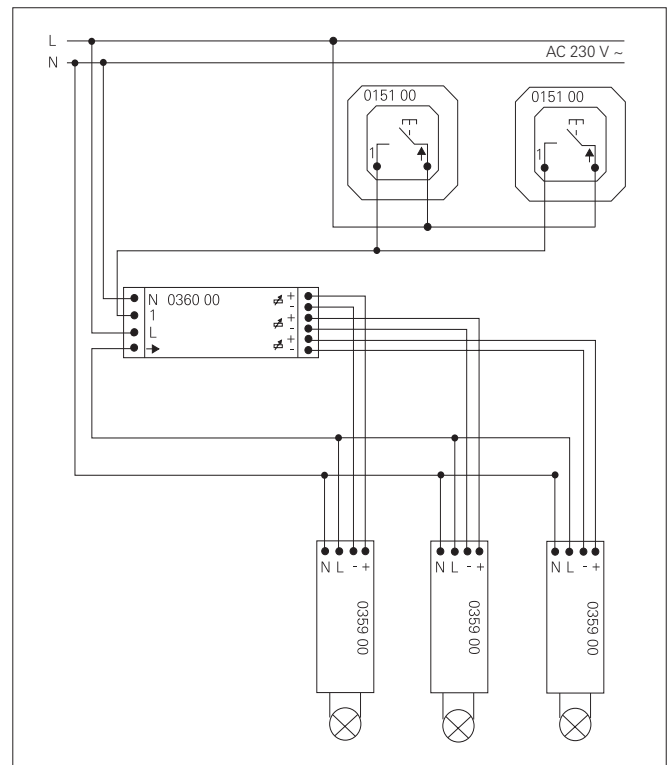 L
AC 230 V ~
N
0151 00
0151 00
1
1
N 0360 00 +
1 -
+
L -
+
-
N L - +
N L - +
N L - +
0359 00
0359 00
0359 00